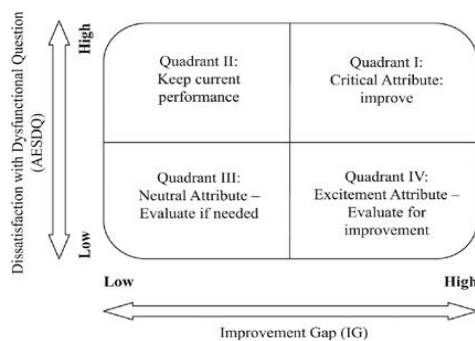 Dissatisfaction with Dysfunctional Question
(AESDQ)
High
Low
Quadrant II:
Keep current
performance
Quadrant I:
Critical Attribute:
improve
Quadrant III:
Neutral Attribute –
Evaluate if needed
Quadrant IV:
Excitement Attribute –
Evaluate for
improvement
Low
High
Improvement Gap (IG)